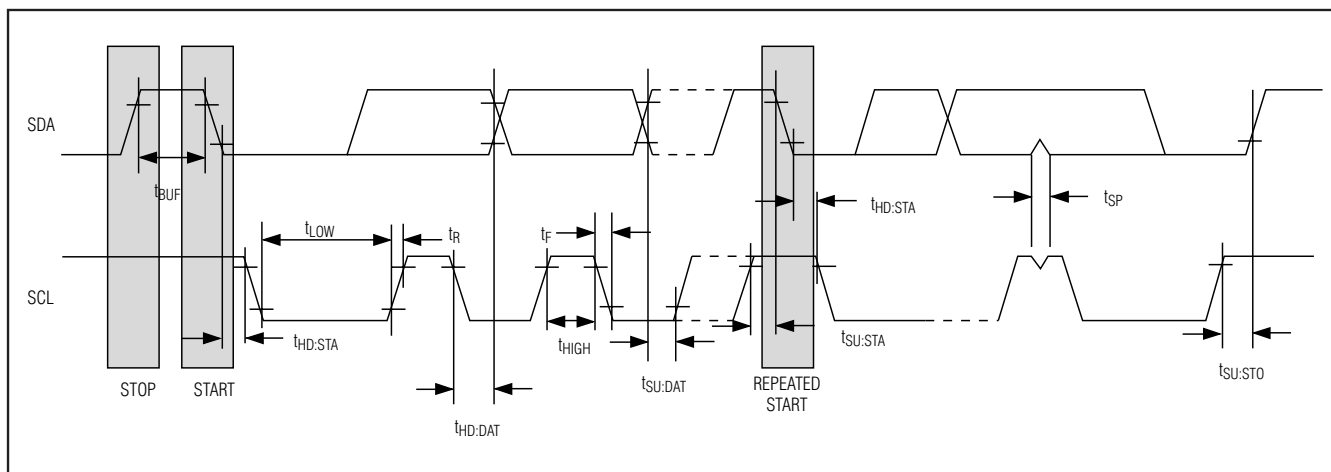 SDA
tBUF
tLOW
tR
tF
tHD:STA
tSP
SCL
tHD:STA
tHIGH
tSU:STA
tSU:DAT
tSU:STO
STOP
START
REPEATED
START
tHD:DAT